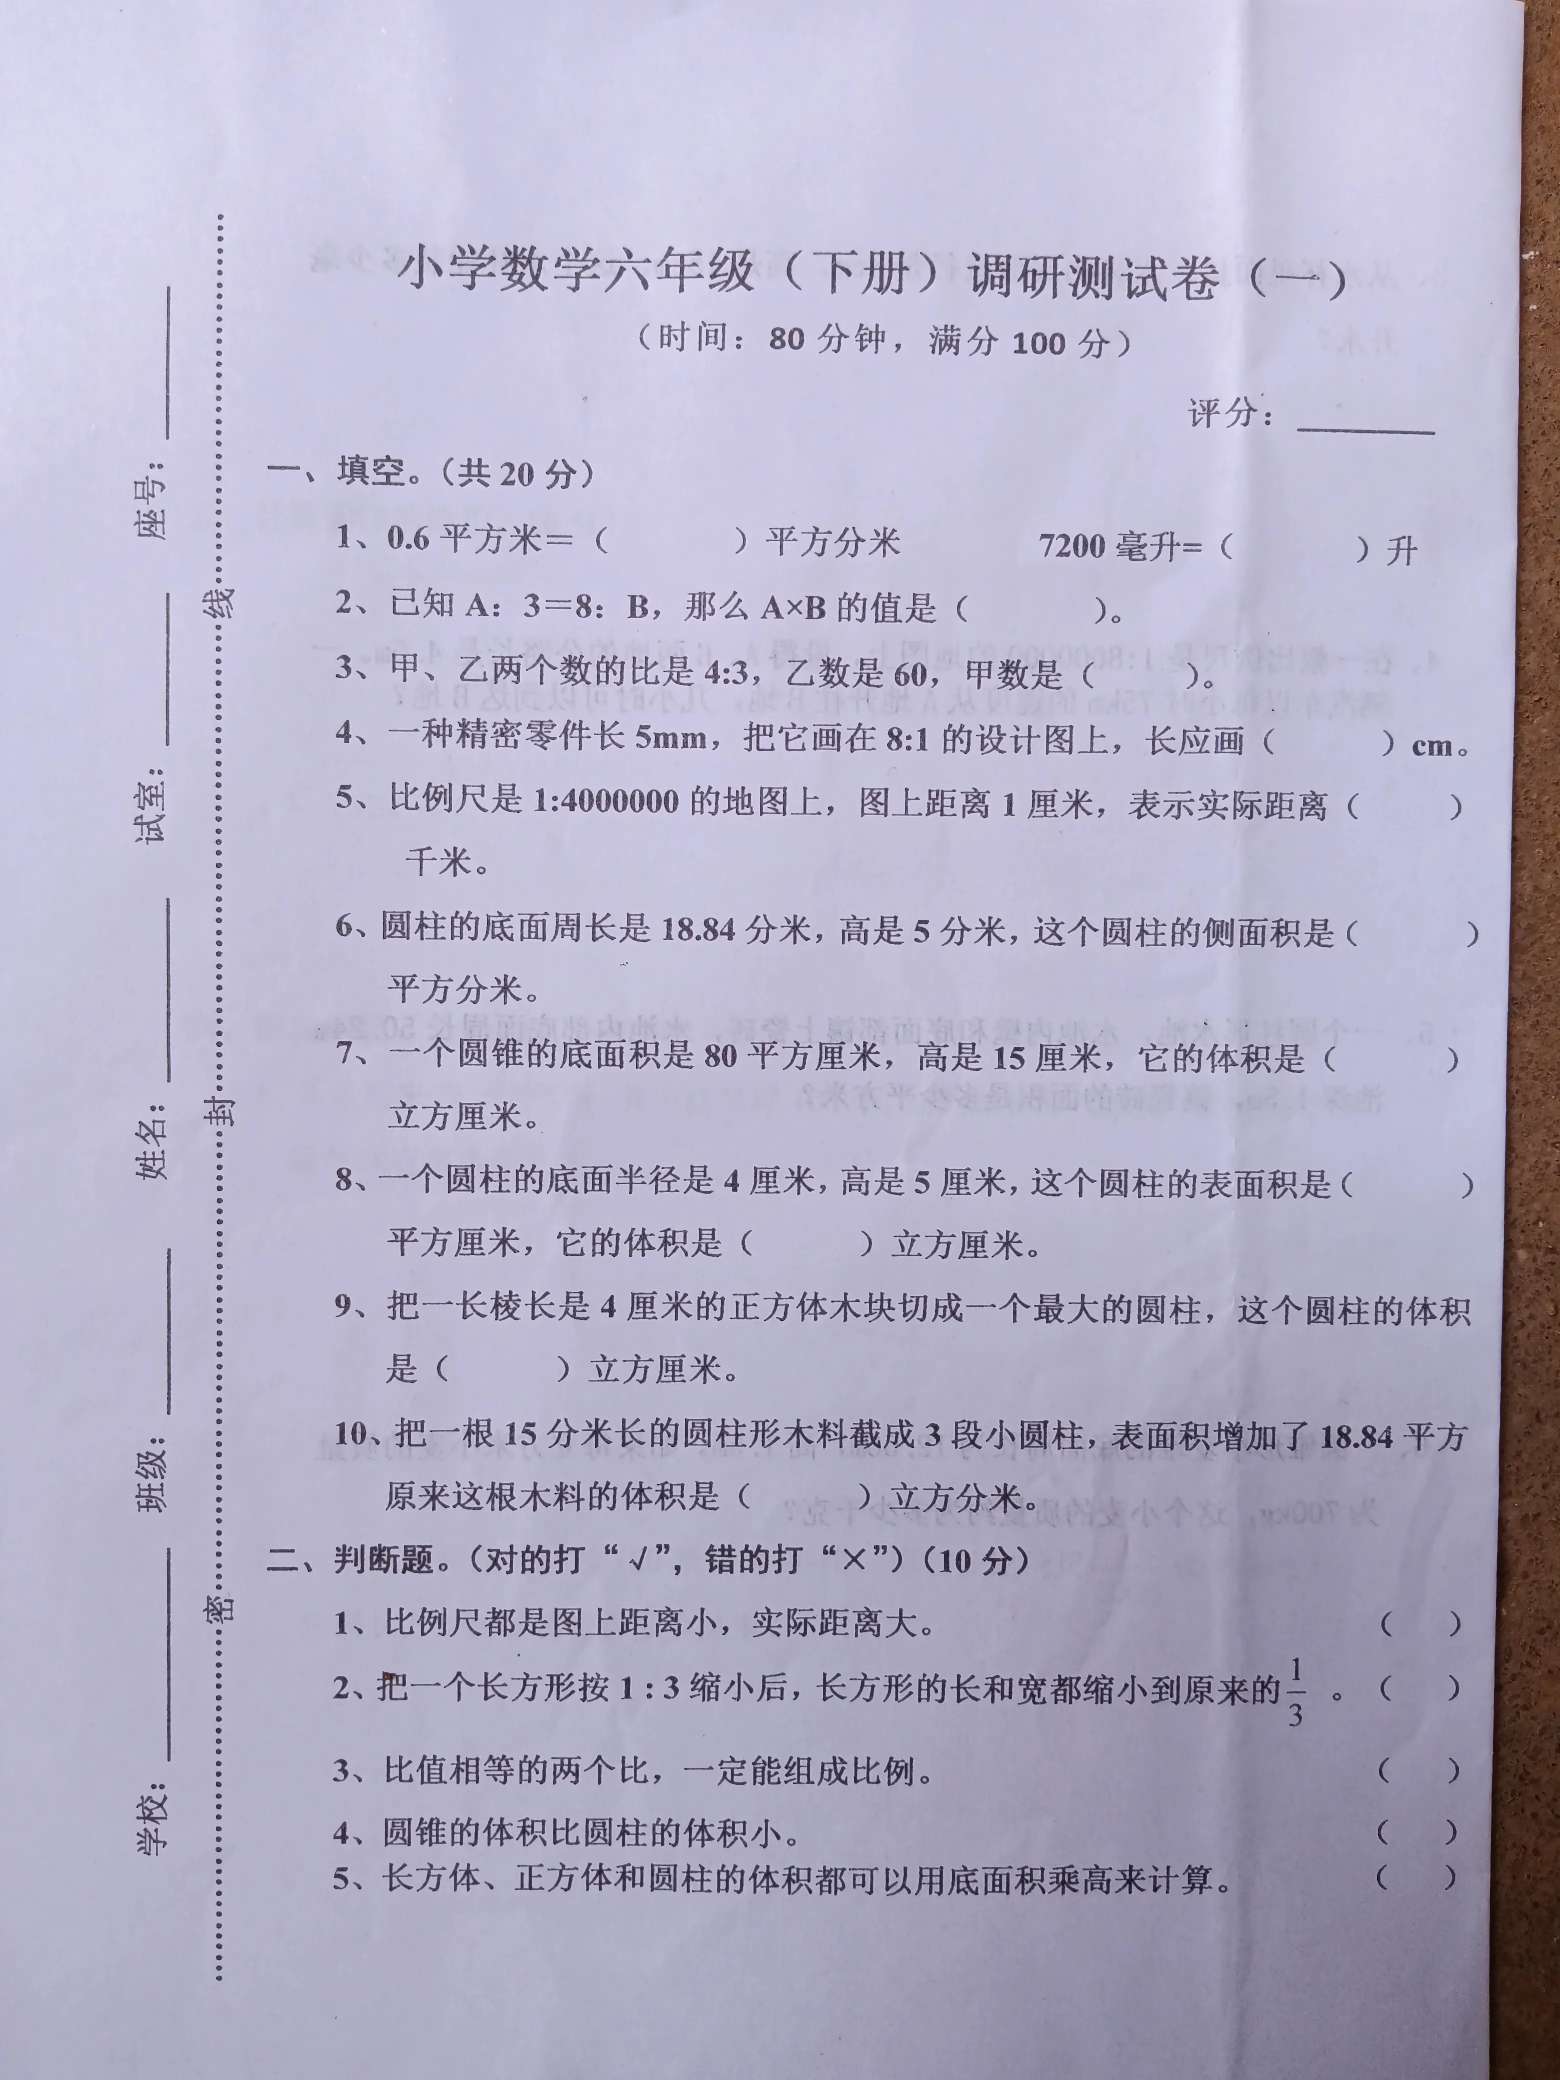 小学数学六年级（下册）调研测试卷（一）
（时间：80 分钟，满分 100 分）
评分：
一、填空。（共 20 分）
1、0.6 平方米＝（ ）平方分米 7200 毫升=（ ）升
2、已知 A：3＝8：B，那么 A×B 的值是（ ）。
3、甲、乙两个数的比是 4:3，乙数是 60，甲数是（ ）。
4、一种精密零件长 5mm，把它画在 8:1 的设计图上，长应画（ ）cm。
5、比例尺是 1:4000000 的地图上，图上距离 1 厘米，表示实际距离（ ）
千米。
6、圆柱的底面周长是 18.84 分米，高是 5 分米，这个圆柱的侧面积是（ ）
平方分米。
7、一个圆锥的底面积是 80 平方厘米，高是 15 厘米，它的体积是（ ）
立方厘米。
8、一个圆柱的底面半径是 4 厘米，高是 5 厘米，这个圆柱的表面积是（ ）
平方厘米，它的体积是（ ）立方厘米。
9、把一长棱长是 4 厘米的正方体木块切成一个最大的圆柱，这个圆柱的体积
是（ ）立方厘米。
10、把一根 15 分米长的圆柱形木料截成 3 段小圆柱，表面积增加了 18.84 平方
原来这根木料的体积是（ ）立方分米。
二、判断题。（对的打“√”，错的打“×”）（10 分）
1、比例尺都是图上距离小，实际距离大。 （ ）
2、把一个长方形按 1 : 3 缩小后，长方形的长和宽都缩小到原来的 1/3 。（ ）
3、比值相等的两个比，一定能组成比例。 （ ）
4、圆锥的体积比圆柱的体积小。 （ ）
5、长方体、正方体和圆柱的体积都可以用底面积乘高来计算。 （ ）
学校： 班级： 姓名： 试室： 座号：
密 封 线